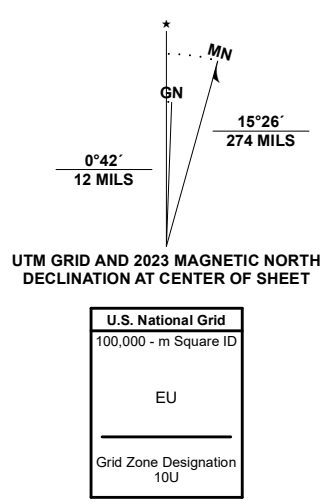 ★
MN
GN
15°26´
274 MILS
0°42´
12 MILS
UTM GRID AND 2023 MAGNETIC NORTH
DECLINATION AT CENTER OF SHEET
U.S. National Grid
100,000 - m Square ID
EU
Grid Zone Designation
10U